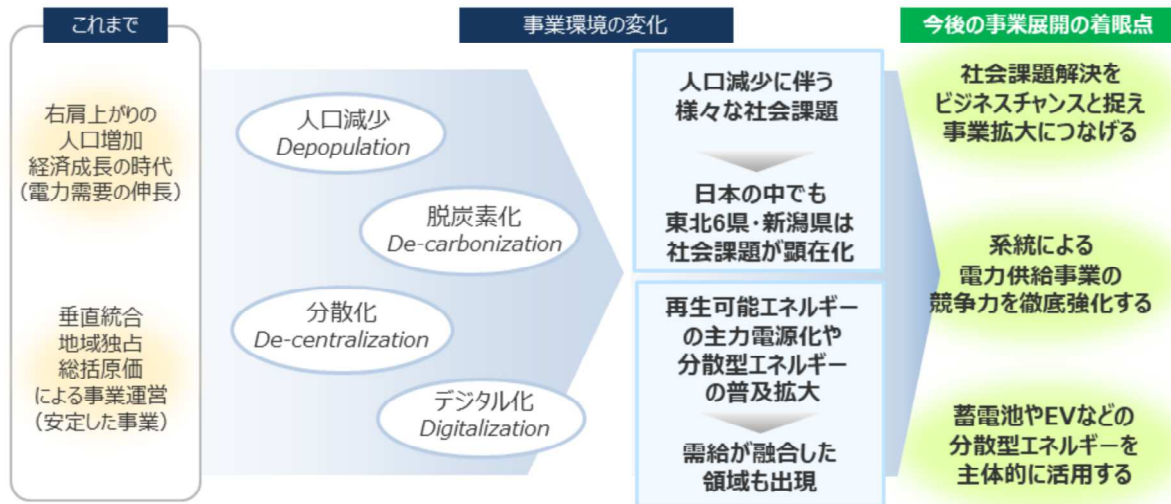 これまで
右肩上がりの
人口増加
経済成長の時代
(電力需要の伸長)
垂直統合
地域独占
総括原価
による事業運営
(安定した事業)
事業環境の変化
人口減少
Depopulation
脱炭素化
De-carbonization
分散化
De-centralization
デジタル化
Digitalization
人口減少に伴う
様々な社会課題
日本の中でも
東北6県・新潟県は
社会課題が顕在化
再生可能エネルギー
の主力電源化や
分散型エネルギー
の普及拡大
需給が融合した
領域も出現
今後の事業展開の着眼点
社会課題解決を
ビジネスチャンスと捉え
事業拡大につなげる
系統による
電力供給事業の
競争力を徹底強化する
蓄電池やEVなどの
分散型エネルギーを
主体的に活用する